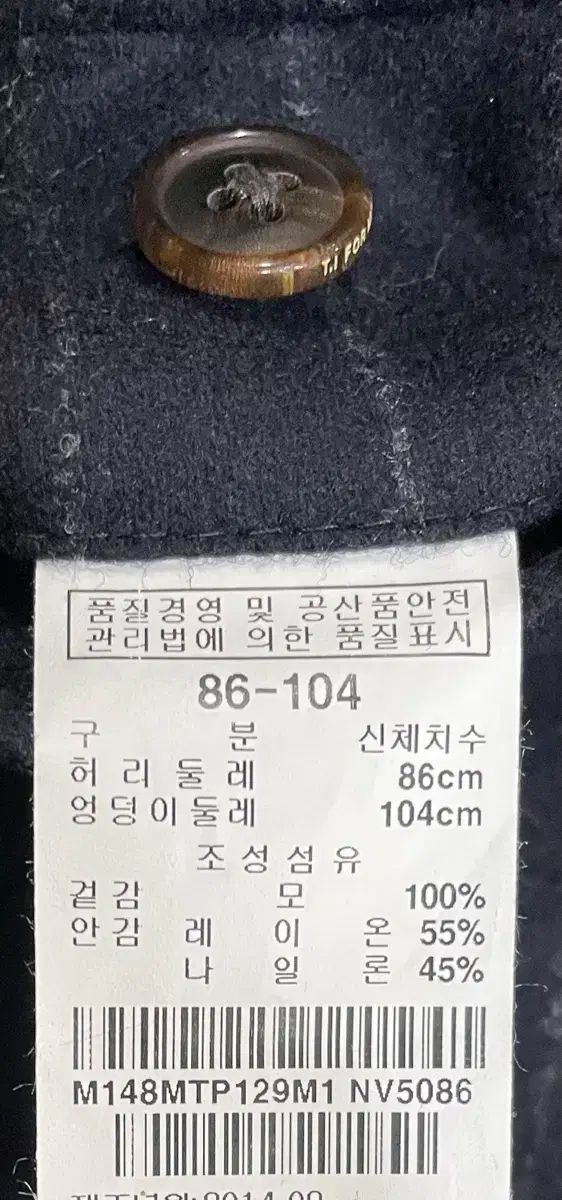 T.I FOR
품질경영 및 공산품안전
관리법에 의한 품질표시
86-104
구 분 신체치수
허리둘레 86cm
엉덩이둘레 104cm
조성섬유
겉감 모 100%
안감 레이온 55%
나일론 45%
M148MTP129M1 NV5086